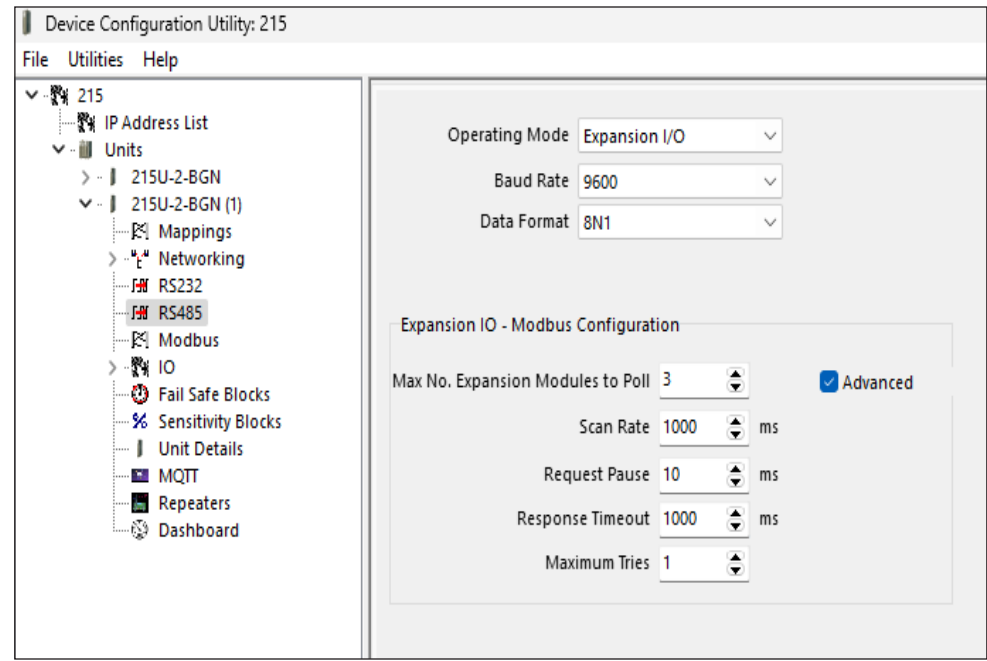 Device Configuration Utility: 215
File Utilities Help
215
IP Address List
Units
215U-2-BGN
215U-2-BGN (1)
Mappings
Networking
RS232
RS485
Modbus
IO
Fail Safe Blocks
Sensitivity Blocks
Unit Details
MQTT
Repeaters
Dashboard
Operating Mode Expansion I/O
Baud Rate 9600
Data Format 8N1
Expansion IO - Modbus Configuration
Max No. Expansion Modules to Poll 3 Advanced
Scan Rate 1000 ms
Request Pause 10 ms
Response Timeout 1000 ms
Maximum Tries 1